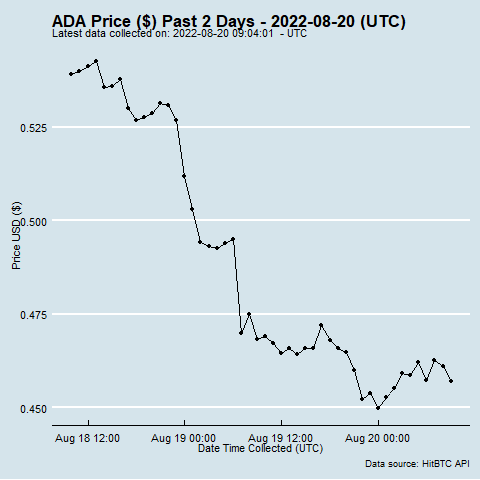 ADA Price ($) Past 2 Days - 2022-08-20 (UTC)
Latest data collected on: 2022-08-20 09:04:01 - UTC
Price USD ($)
0.525
0.500
0.475
0.450
Aug 18 12:00
Aug 19 00:00
Aug 19 12:00
Aug 20 00:00
Date Time Collected (UTC)
Data source: HitBTC API